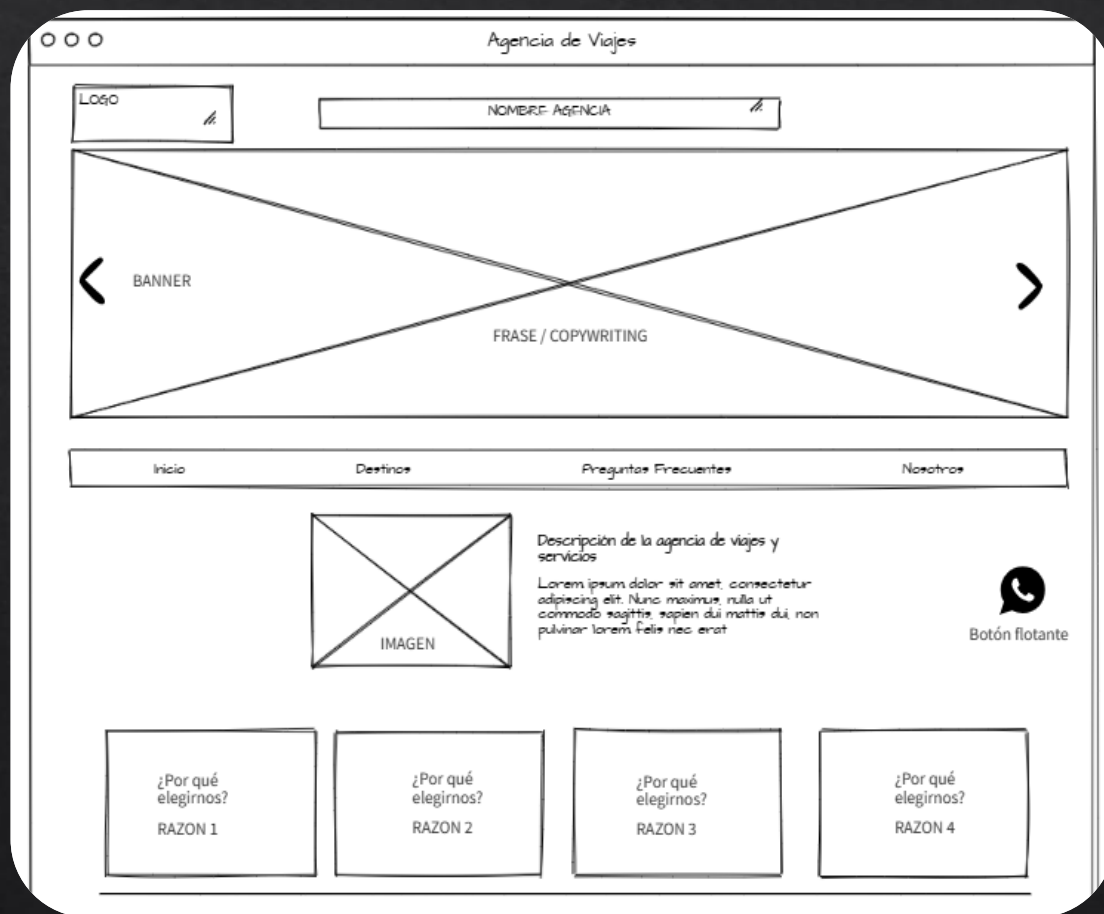 Agencia de Viajes
LOGO
NOMBRE AGENCIA
BANNER
FRASE / COPYWRITING
Inicio
Destinos
Preguntas Frecuentes
Nosotros
IMAGEN
Descripción de la agencia de viajes y
servicios
Lorem ipsum dolor sit amet, consectetur
adipiscing elit. Nunc maximus, nulla ut
commodo sagittis, sapien dui mattis dui, non
pulvinar lorem felis nec erat
Botón flotante
¿Por qué
elegirnos?
RAZON 1
¿Por qué
elegirnos?
RAZON 2
¿Por qué
elegirnos?
RAZON 3
¿Por qué
elegirnos?
RAZON 4